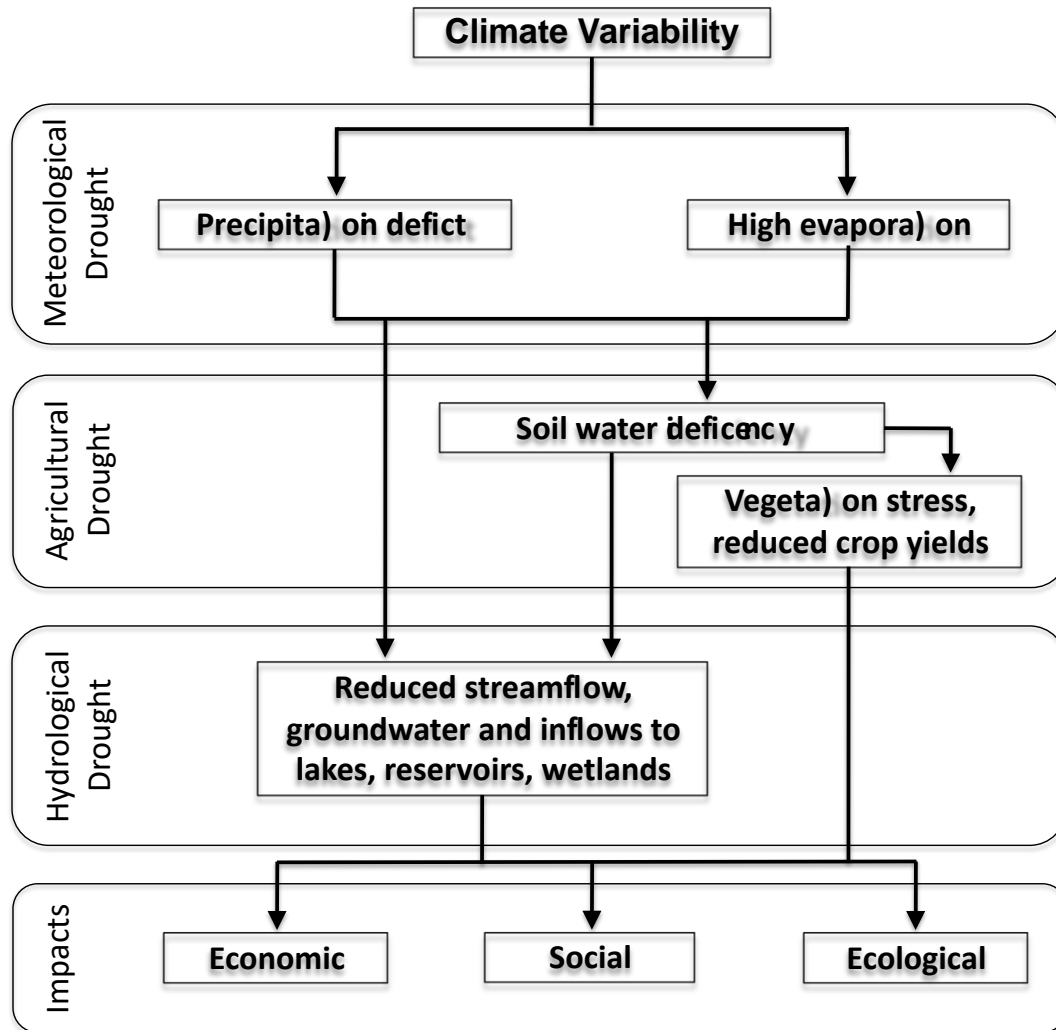 Climate Variability
Meteorological
Drought
Precipita) on defict
High evapora) on
Agricultural
Drought
Soil water deficency
Vegeta) on stress,
reduced crop yields
Hydrological
Drought
Reduced streamflow,
groundwater and inflows to
lakes, reservoirs, wetlands
Impacts
Economic
Social
Ecological